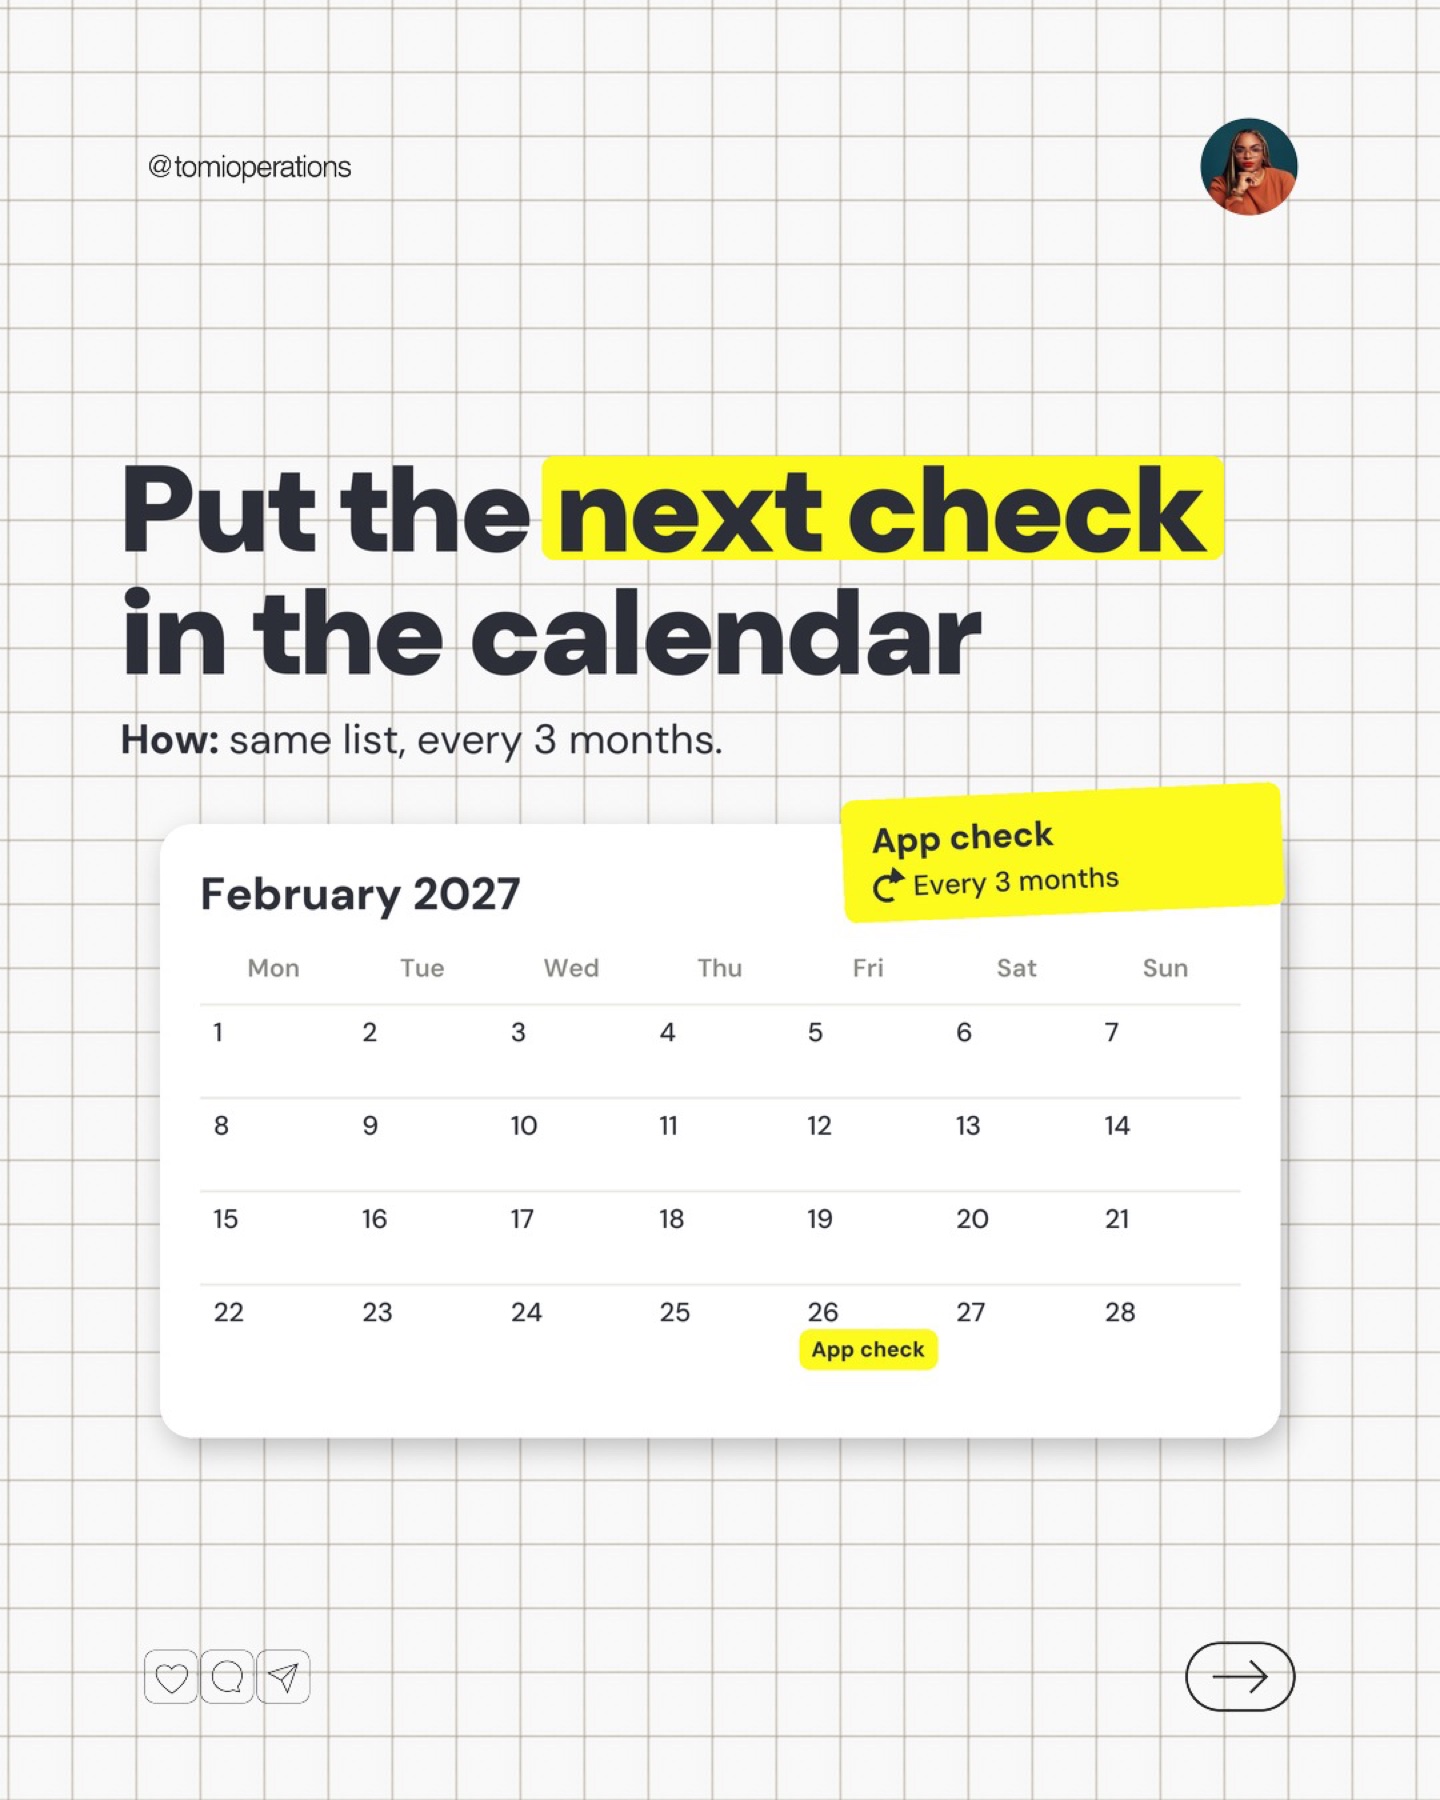 @tomioperations
Put the next check
in the calendar
How: same list, every 3 months.
App check
Every 3 months
February 2027
Mon Tue Wed Thu Fri Sat Sun
1 2 3 4 5 6 7
8 9 10 11 12 13 14
15 16 17 18 19 20 21
22 23 24 25 26 27 28
App check